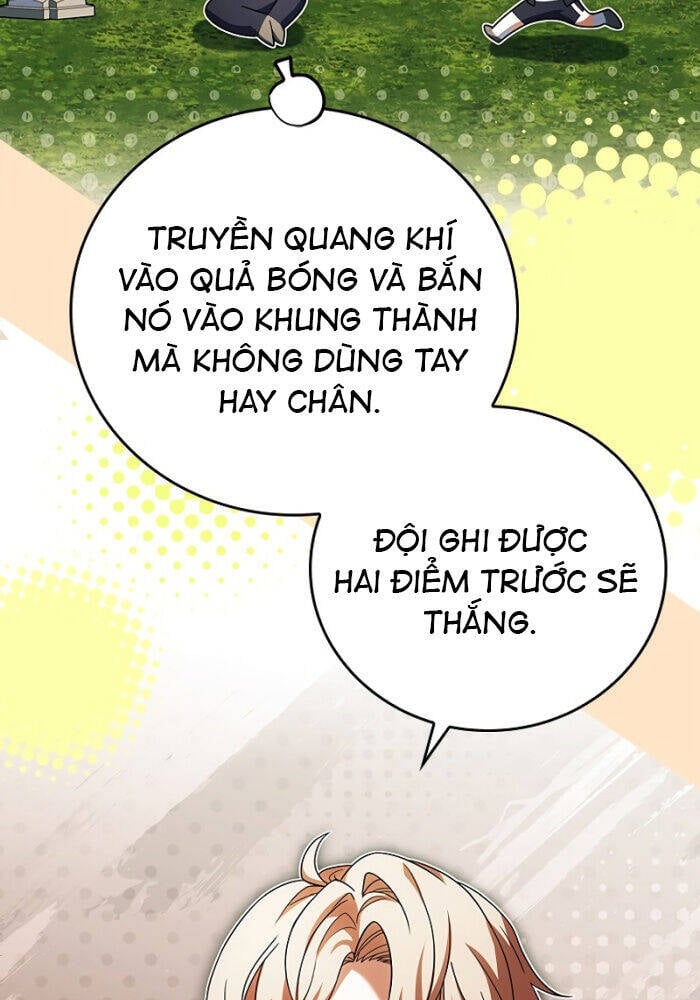 TRUYỀN QUANG KHÍ
VÀO QUẢ BÓNG VÀ BẮN
NÓ VÀO KHUNG THÀNH
MÀ KHÔNG DÙNG TAY
HAY CHÂN.
ĐỘI GHI ĐƯỢC
HAI ĐIỂM TRƯỚC SẼ
THẮNG.